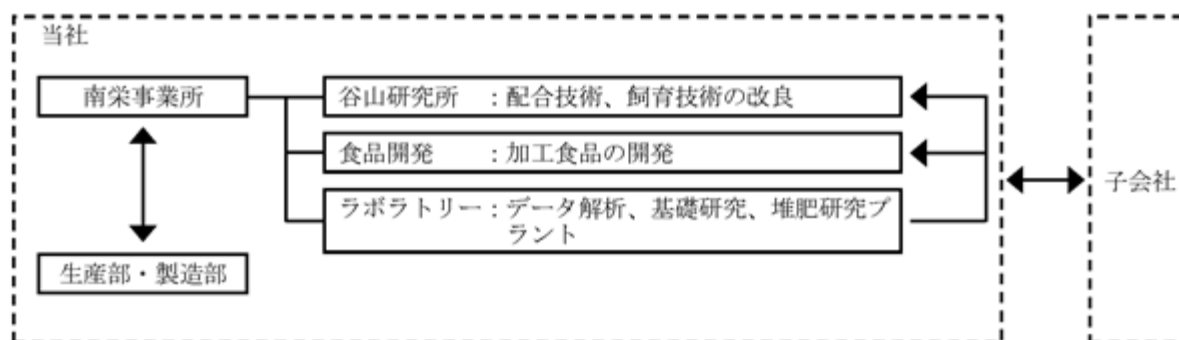 当社
南栄事業所
谷山研究所 ：配合技術、飼育技術の改良
食品開発 ：加工食品の開発
ラボラトリー：データ解析、基礎研究、堆肥研究プ
ラント
生産部・製造部
子会社